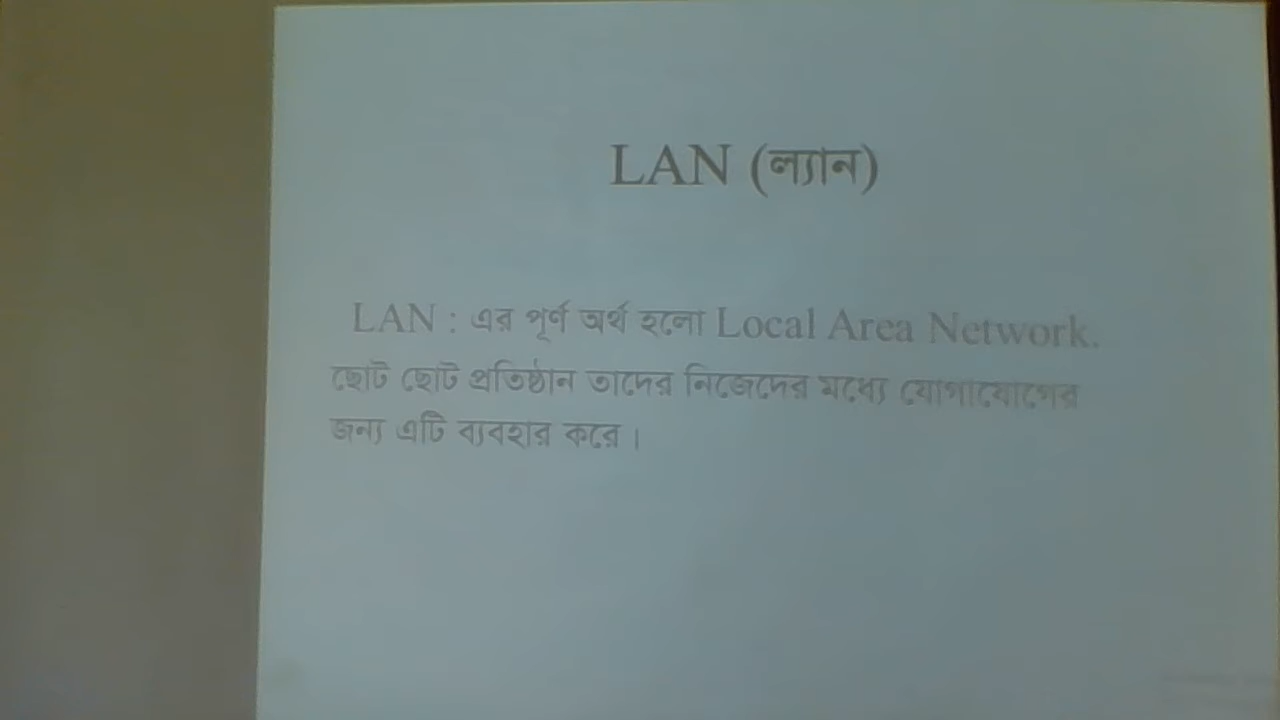 LAN (ল্যান)
LAN : এর পূর্ণ অর্থ হলো Local Area Network.
ছোট ছোট প্রতিষ্ঠান তাদের নিজেদের মধ্যে যোগাযোগের
জন্য এটি ব্যবহার করে।